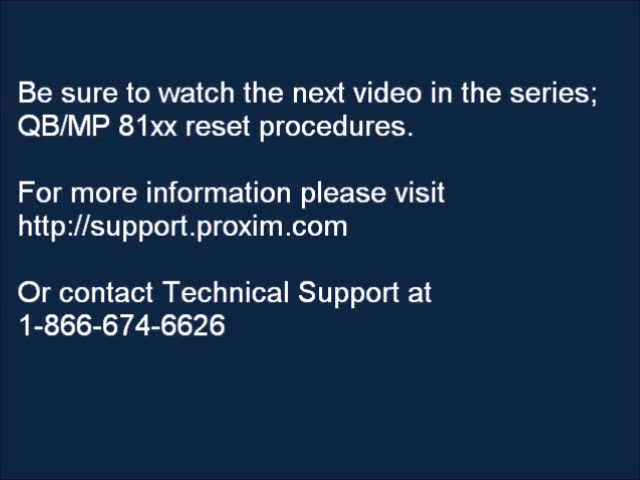 Be sure to watch the next video in the series;
QB/MP 81xx reset procedures.
For more information please visit
http://support.proxim.com
Or contact Technical Support at
1-866-674-6626